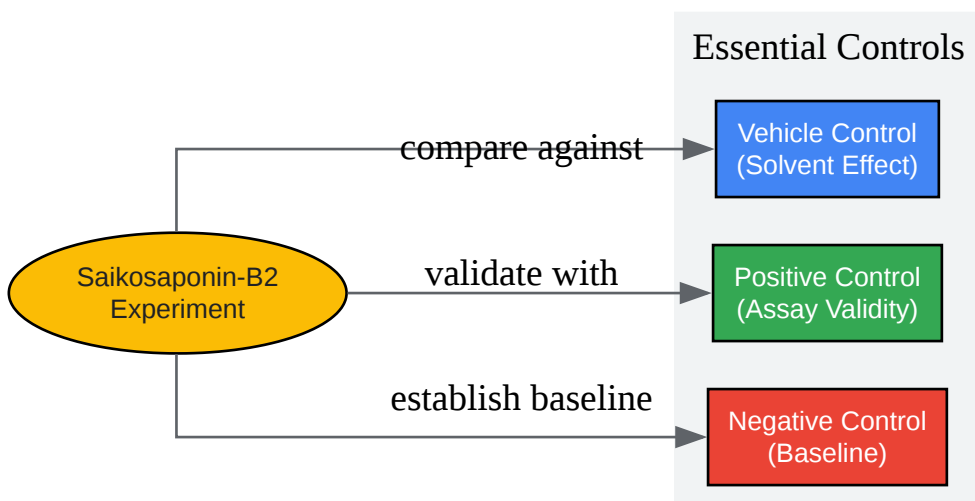 Essential Controls
compare against
Vehicle Control
(Solvent Effect)
Saikosaponin-B2
Experiment
validate with
Positive Control
(Assay Validity)
establish baseline
Negative Control
(Baseline)